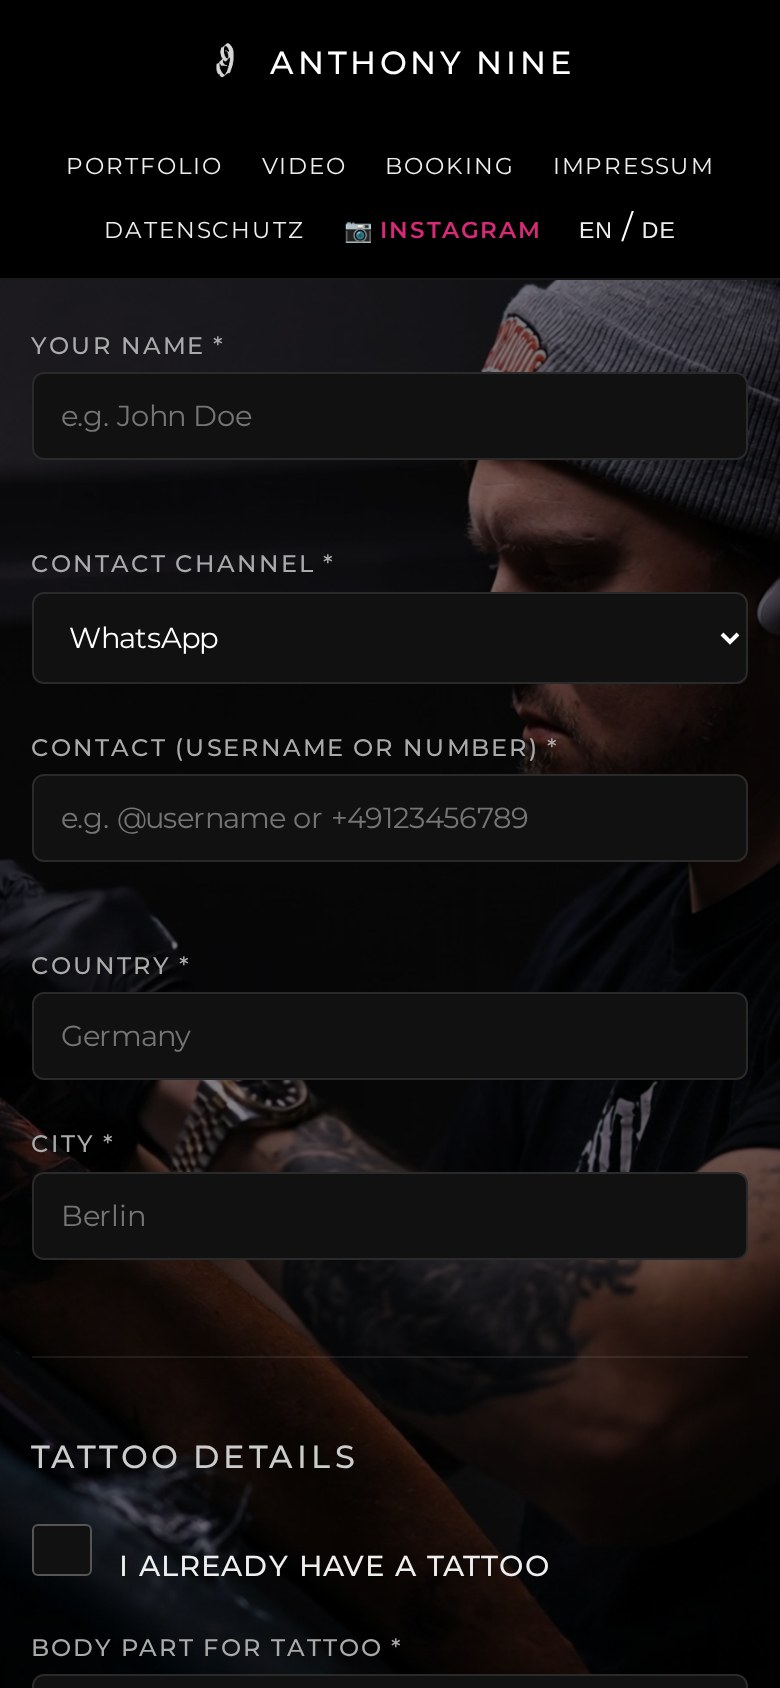 ANTHONY NINE
PORTFOLIO VIDEO BOOKING IMPRESSUM
DATENSCHUTZ 📷 INSTAGRAM EN / DE
YOUR NAME *
e.g. John Doe
CONTACT CHANNEL *
WhatsApp
CONTACT (USERNAME OR NUMBER) *
e.g. @username or +49123456789
COUNTRY *
Germany
CITY *
Berlin
TATTOO DETAILS
I ALREADY HAVE A TATTOO
BODY PART FOR TATTOO *